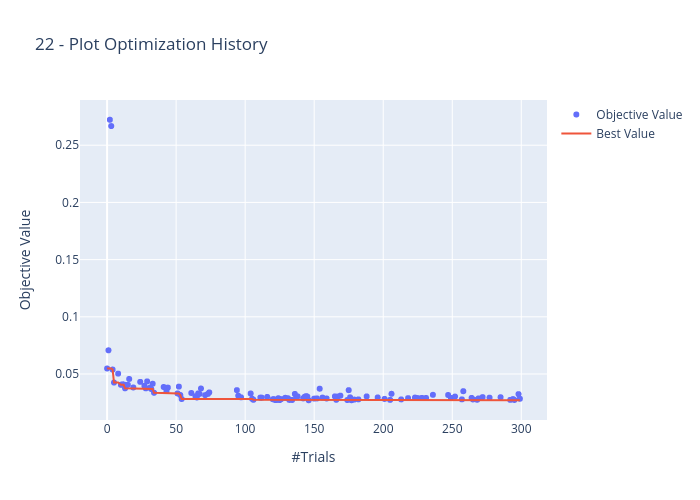 22 - Plot Optimization History
Objective Value
Best Value
0.25
0.2
0.15
0.1
0.05
Objective Value
0
50
100
150
200
250
300
#Trials